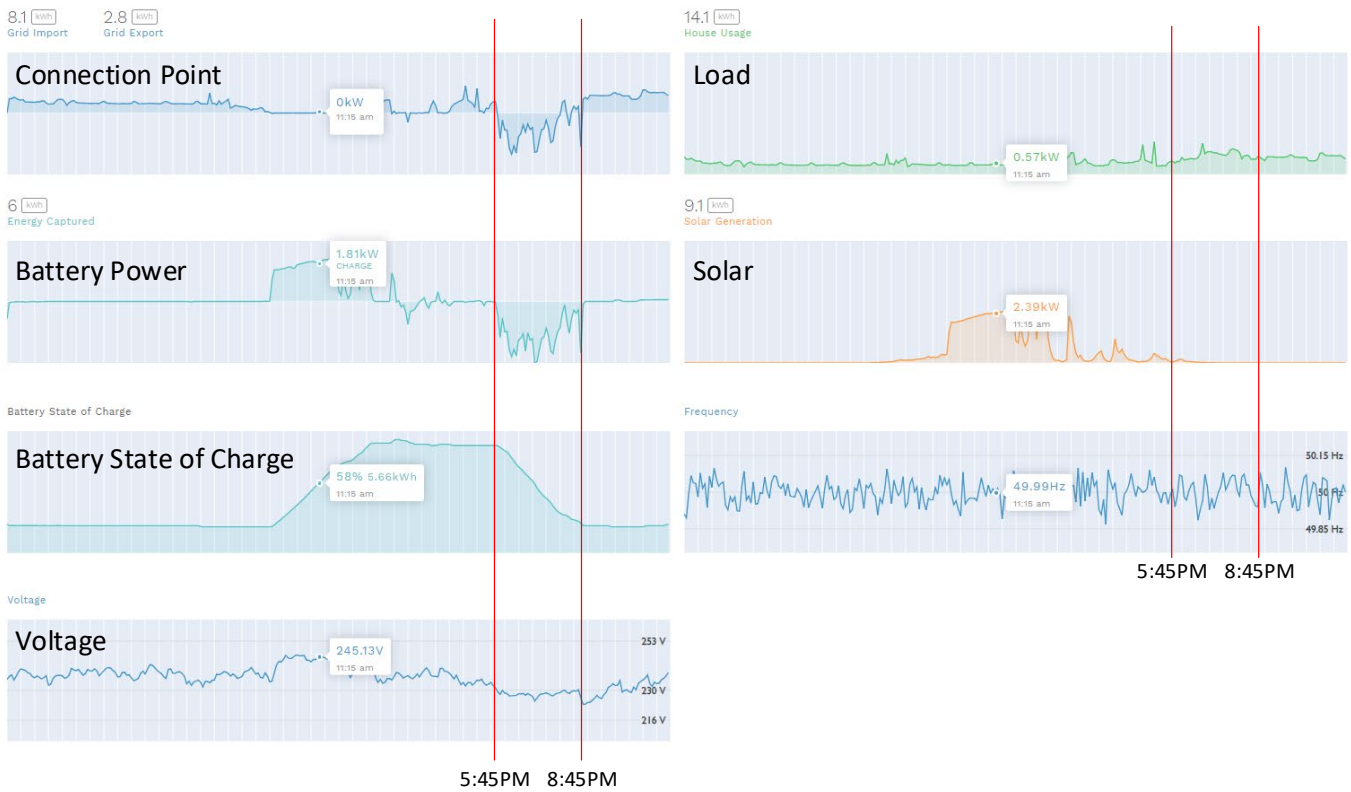 8.1 kWh
Grid Import
2.8 kWh
Grid Export
Connection Point
0kW
11:15 am
6 kWh
Energy Captured
Battery Power
1.81kW
CHARGE
11:15 am
Battery State of Charge
Battery State of Charge
58% 5.66kWh
11:15 am
Voltage
Voltage
245.13V
11:15 am
253 V
230 V
216 V
5:45PM 8:45PM
14.1 kWh
House Usage
Load
0.57kW
11:15 am
9.1 kWh
Solar Generation
Solar
2.39kW
11:15 am
Frequency
49.99Hz
11:15 am
50.15 Hz
50 Hz
49.85 Hz
5:45PM 8:45PM